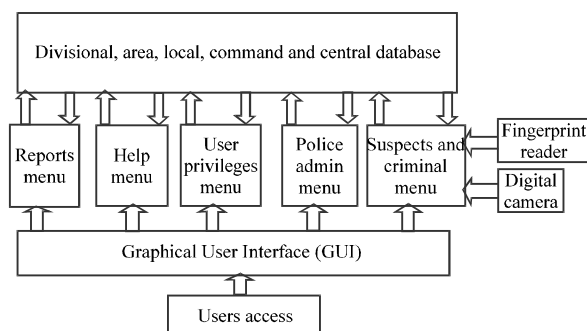 Divisional, area, local, command and central database
Reports
menu
Help
menu
User
privileges
menu
Police
admin
menu
Suspects and
criminal
menu
Fingerprint
reader
Digital
camera
Graphical User Interface (GUI)
Users access